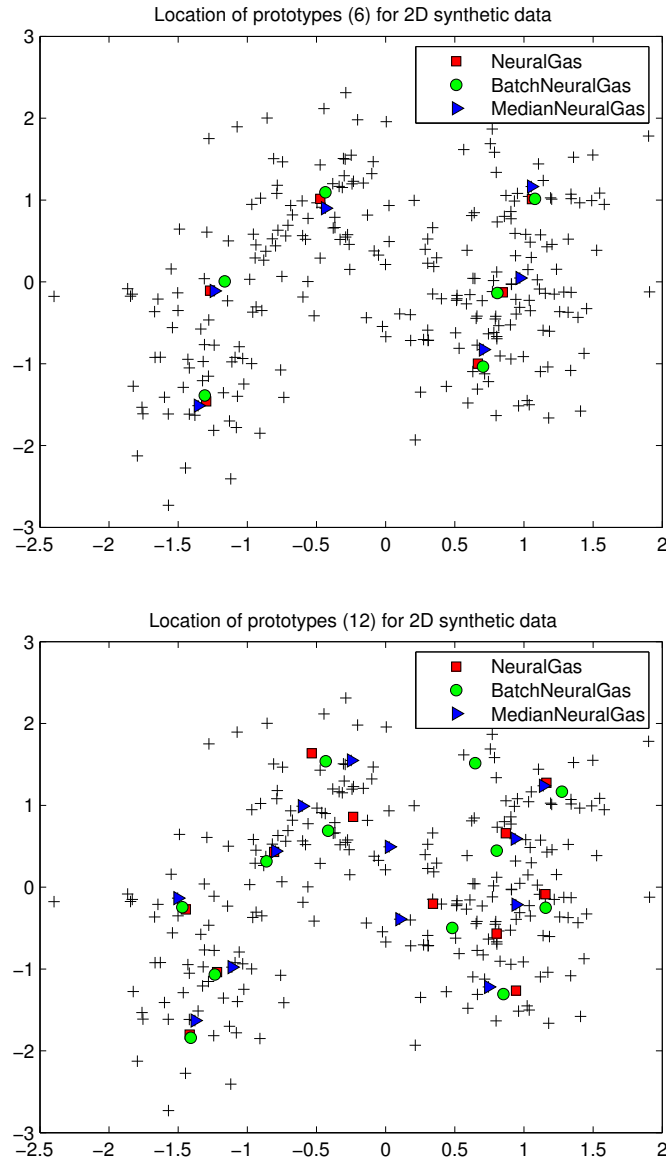 Location of prototypes (6) for 2D synthetic data
3
2
1
0
−1
−2
−3
NeuralGas
BatchNeuralGas
MedianNeuralGas
−2.5 −2 −1.5 −1 −0.5 0 0.5 1 1.5 2
Location of prototypes (12) for 2D synthetic data
3
2
1
0
−1
−2
−3
NeuralGas
BatchNeuralGas
MedianNeuralGas
−2.5 −2 −1.5 −1 −0.5 0 0.5 1 1.5 2